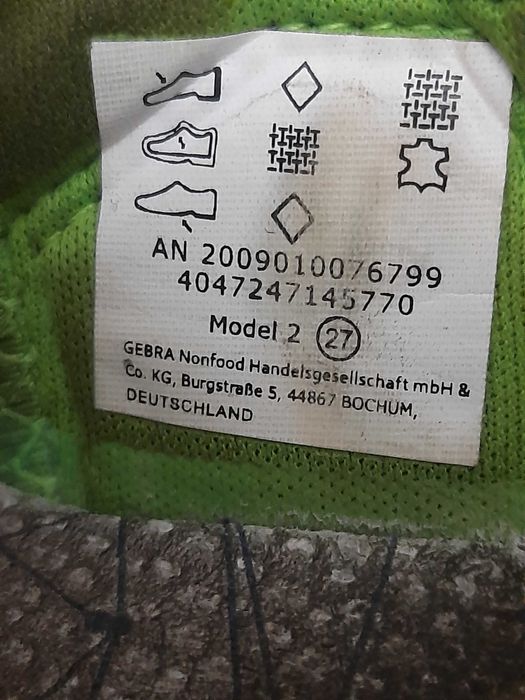 AN 2009010076799
4047247145770
Model 2 27
GEBRA Nonfood Handelsgesellschaft mbH &
Co. KG, Burgstraße 5, 44867 BOCHUM,
DEUTSCHLAND